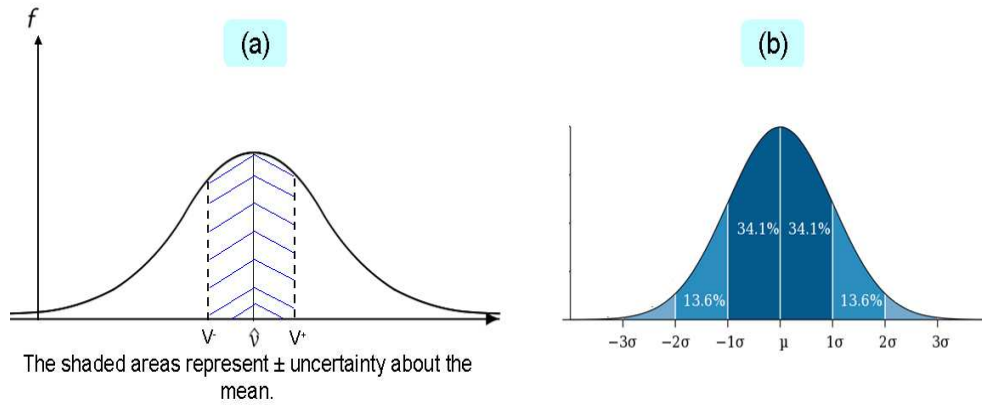 f
(a)
V- v̂ V+
The shaded areas represent ± uncertainty about the
mean.
(b)
34.1% 34.1%
13.6% 13.6%
−3σ −2σ −1σ μ 1σ 2σ 3σ